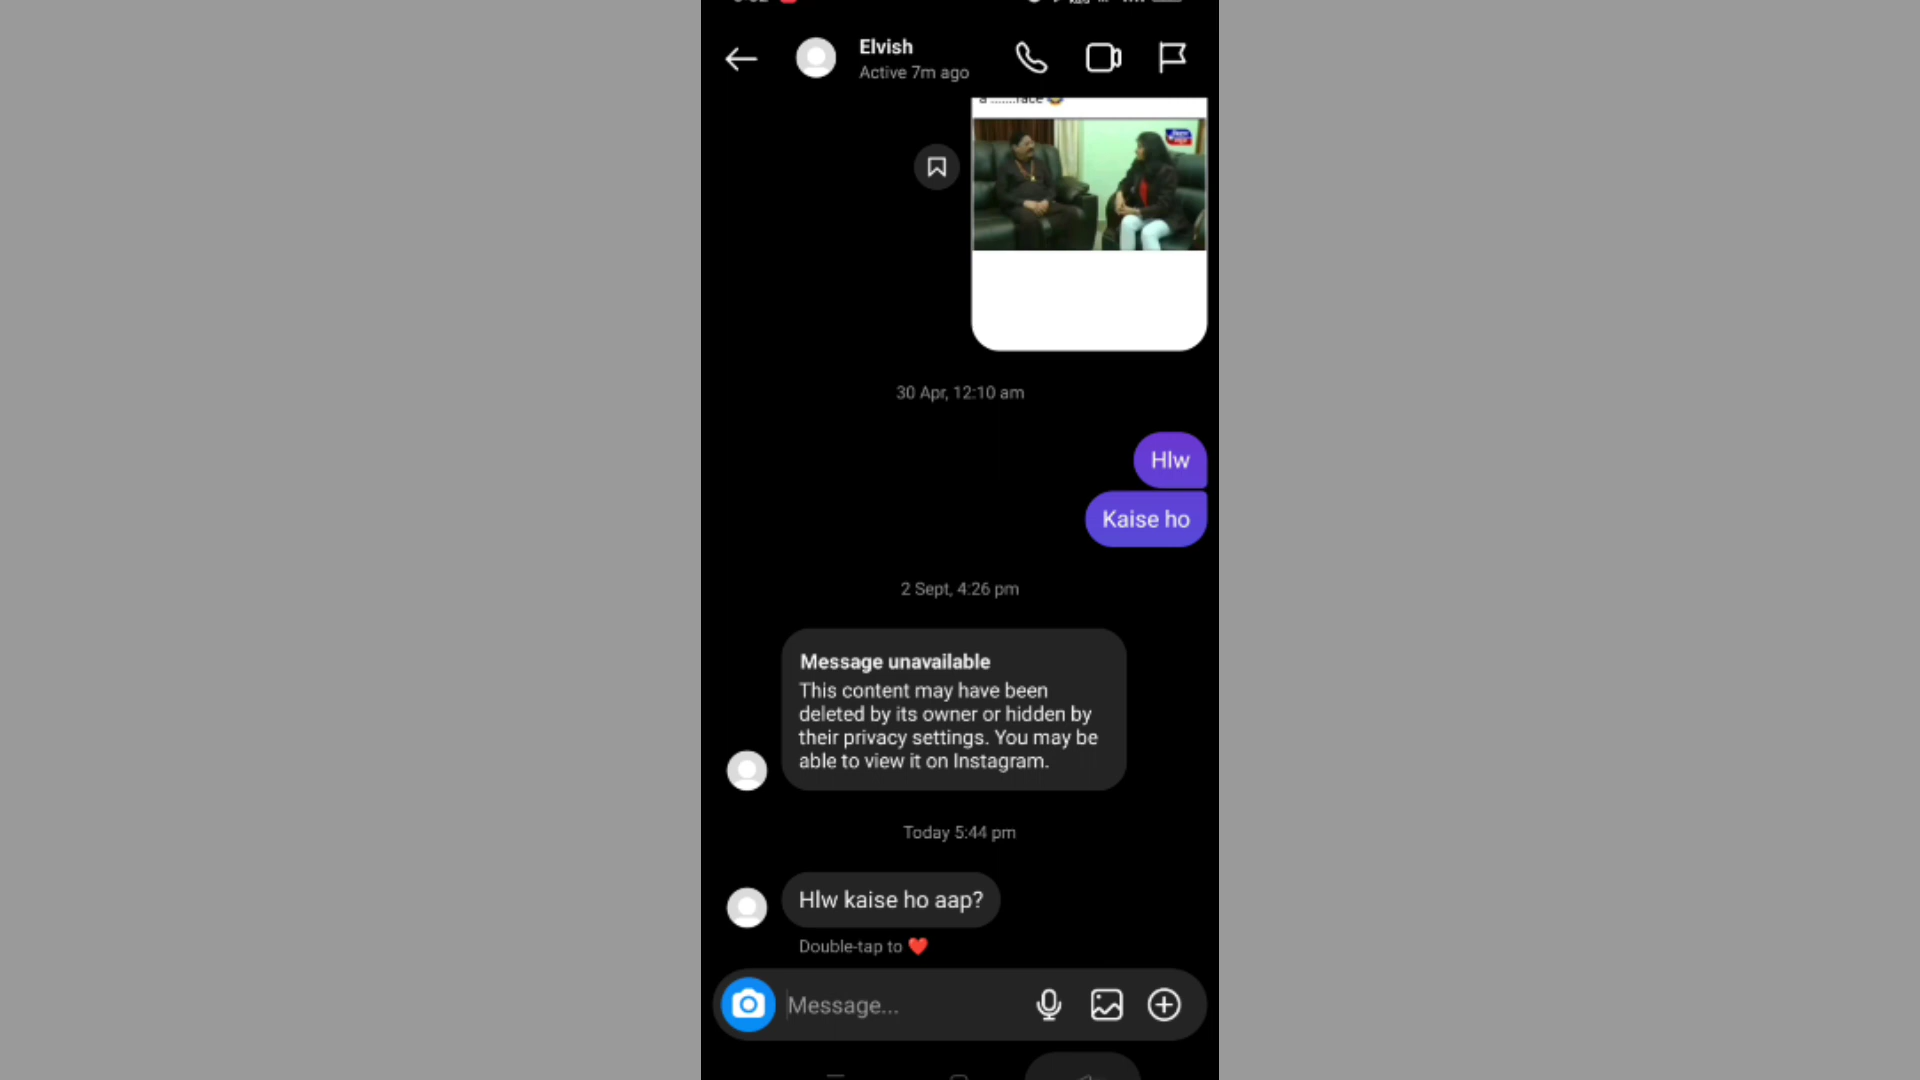 Elvish
Active 7m ago
30 Apr, 12:10 am
Hlw
Kaise ho
2 Sept, 4:26 pm
Message unavailable
This content may have been
deleted by its owner or hidden by
their privacy settings. You may be
able to view it on Instagram.
Today 5:44 pm
Hlw kaise ho aap?
Double-tap to ❤️
Message...